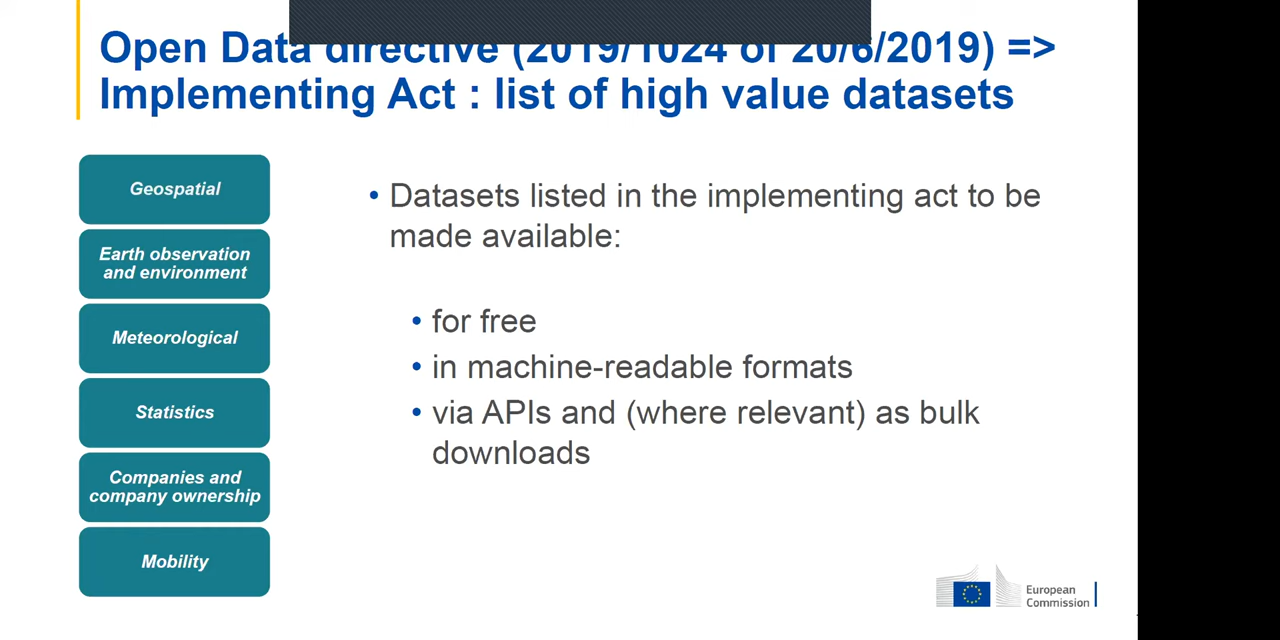 Open Data directive (2019/1024 of 20/6/2019) =>
Implementing Act : list of high value datasets
Geospatial
Earth observation
and environment
Meteorological
Statistics
Companies and
company ownership
Mobility
• Datasets listed in the implementing act to be
made available:
• for free
• in machine-readable formats
• via APIs and (where relevant) as bulk
downloads
European
Commission